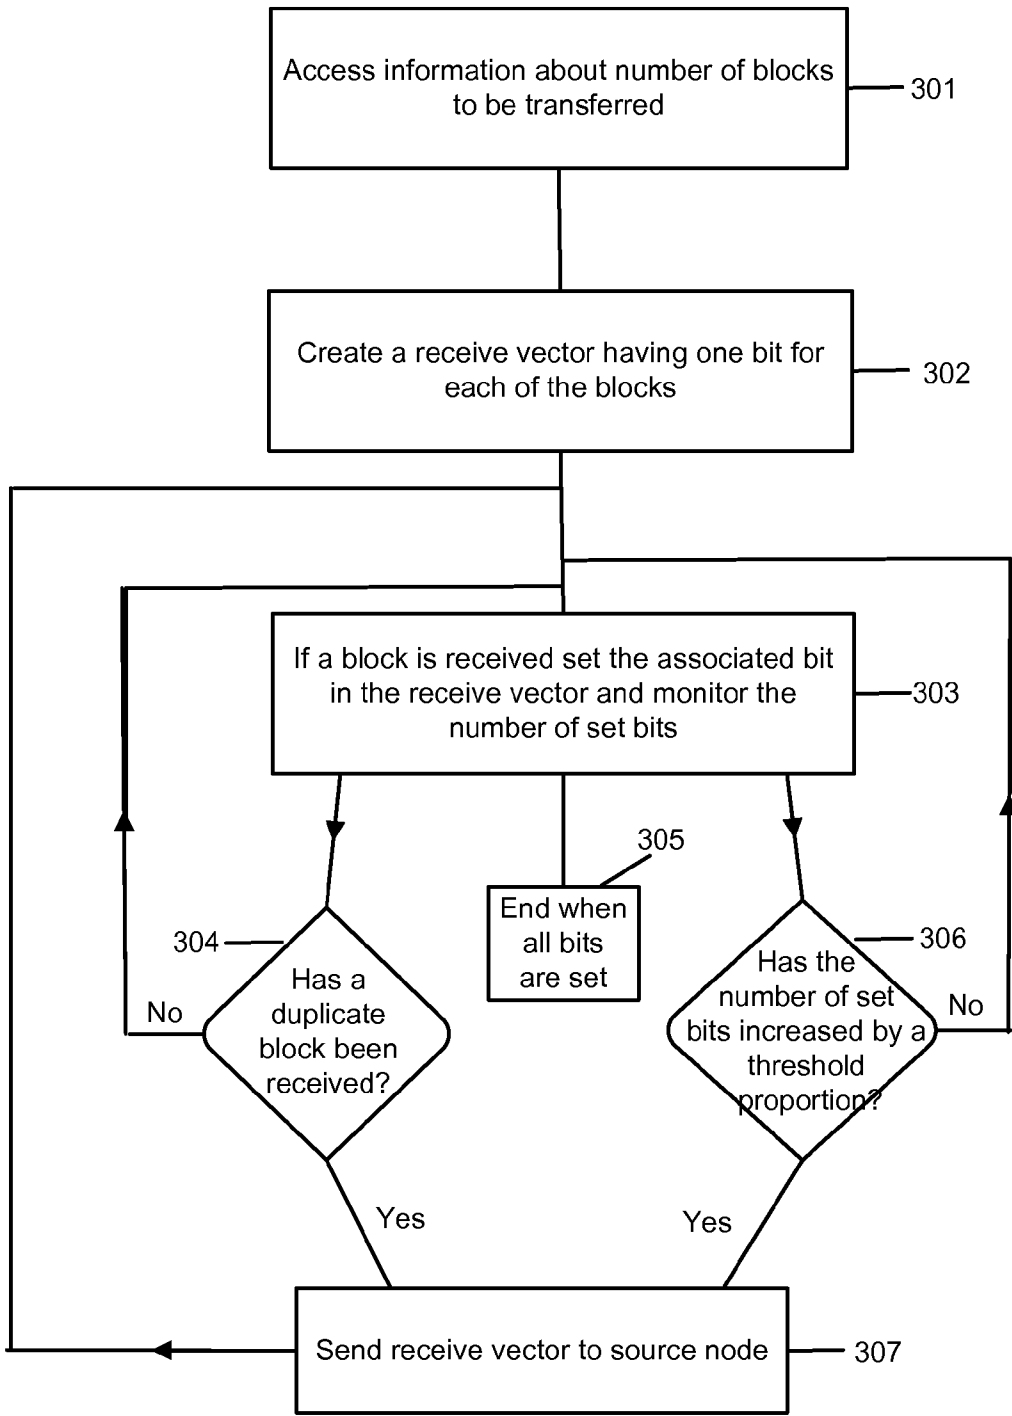 Access information about number of blocks
to be transferred
301
Create a receive vector having one bit for
each of the blocks
302
If a block is received set the associated bit
in the receive vector and monitor the
number of set bits
303
305
End when
all bits
are set
304
Has a
duplicate
block been
received?
No
306
Has the
number of set
bits increased by a
threshold
proportion?
No
Yes
Yes
Send receive vector to source node
307